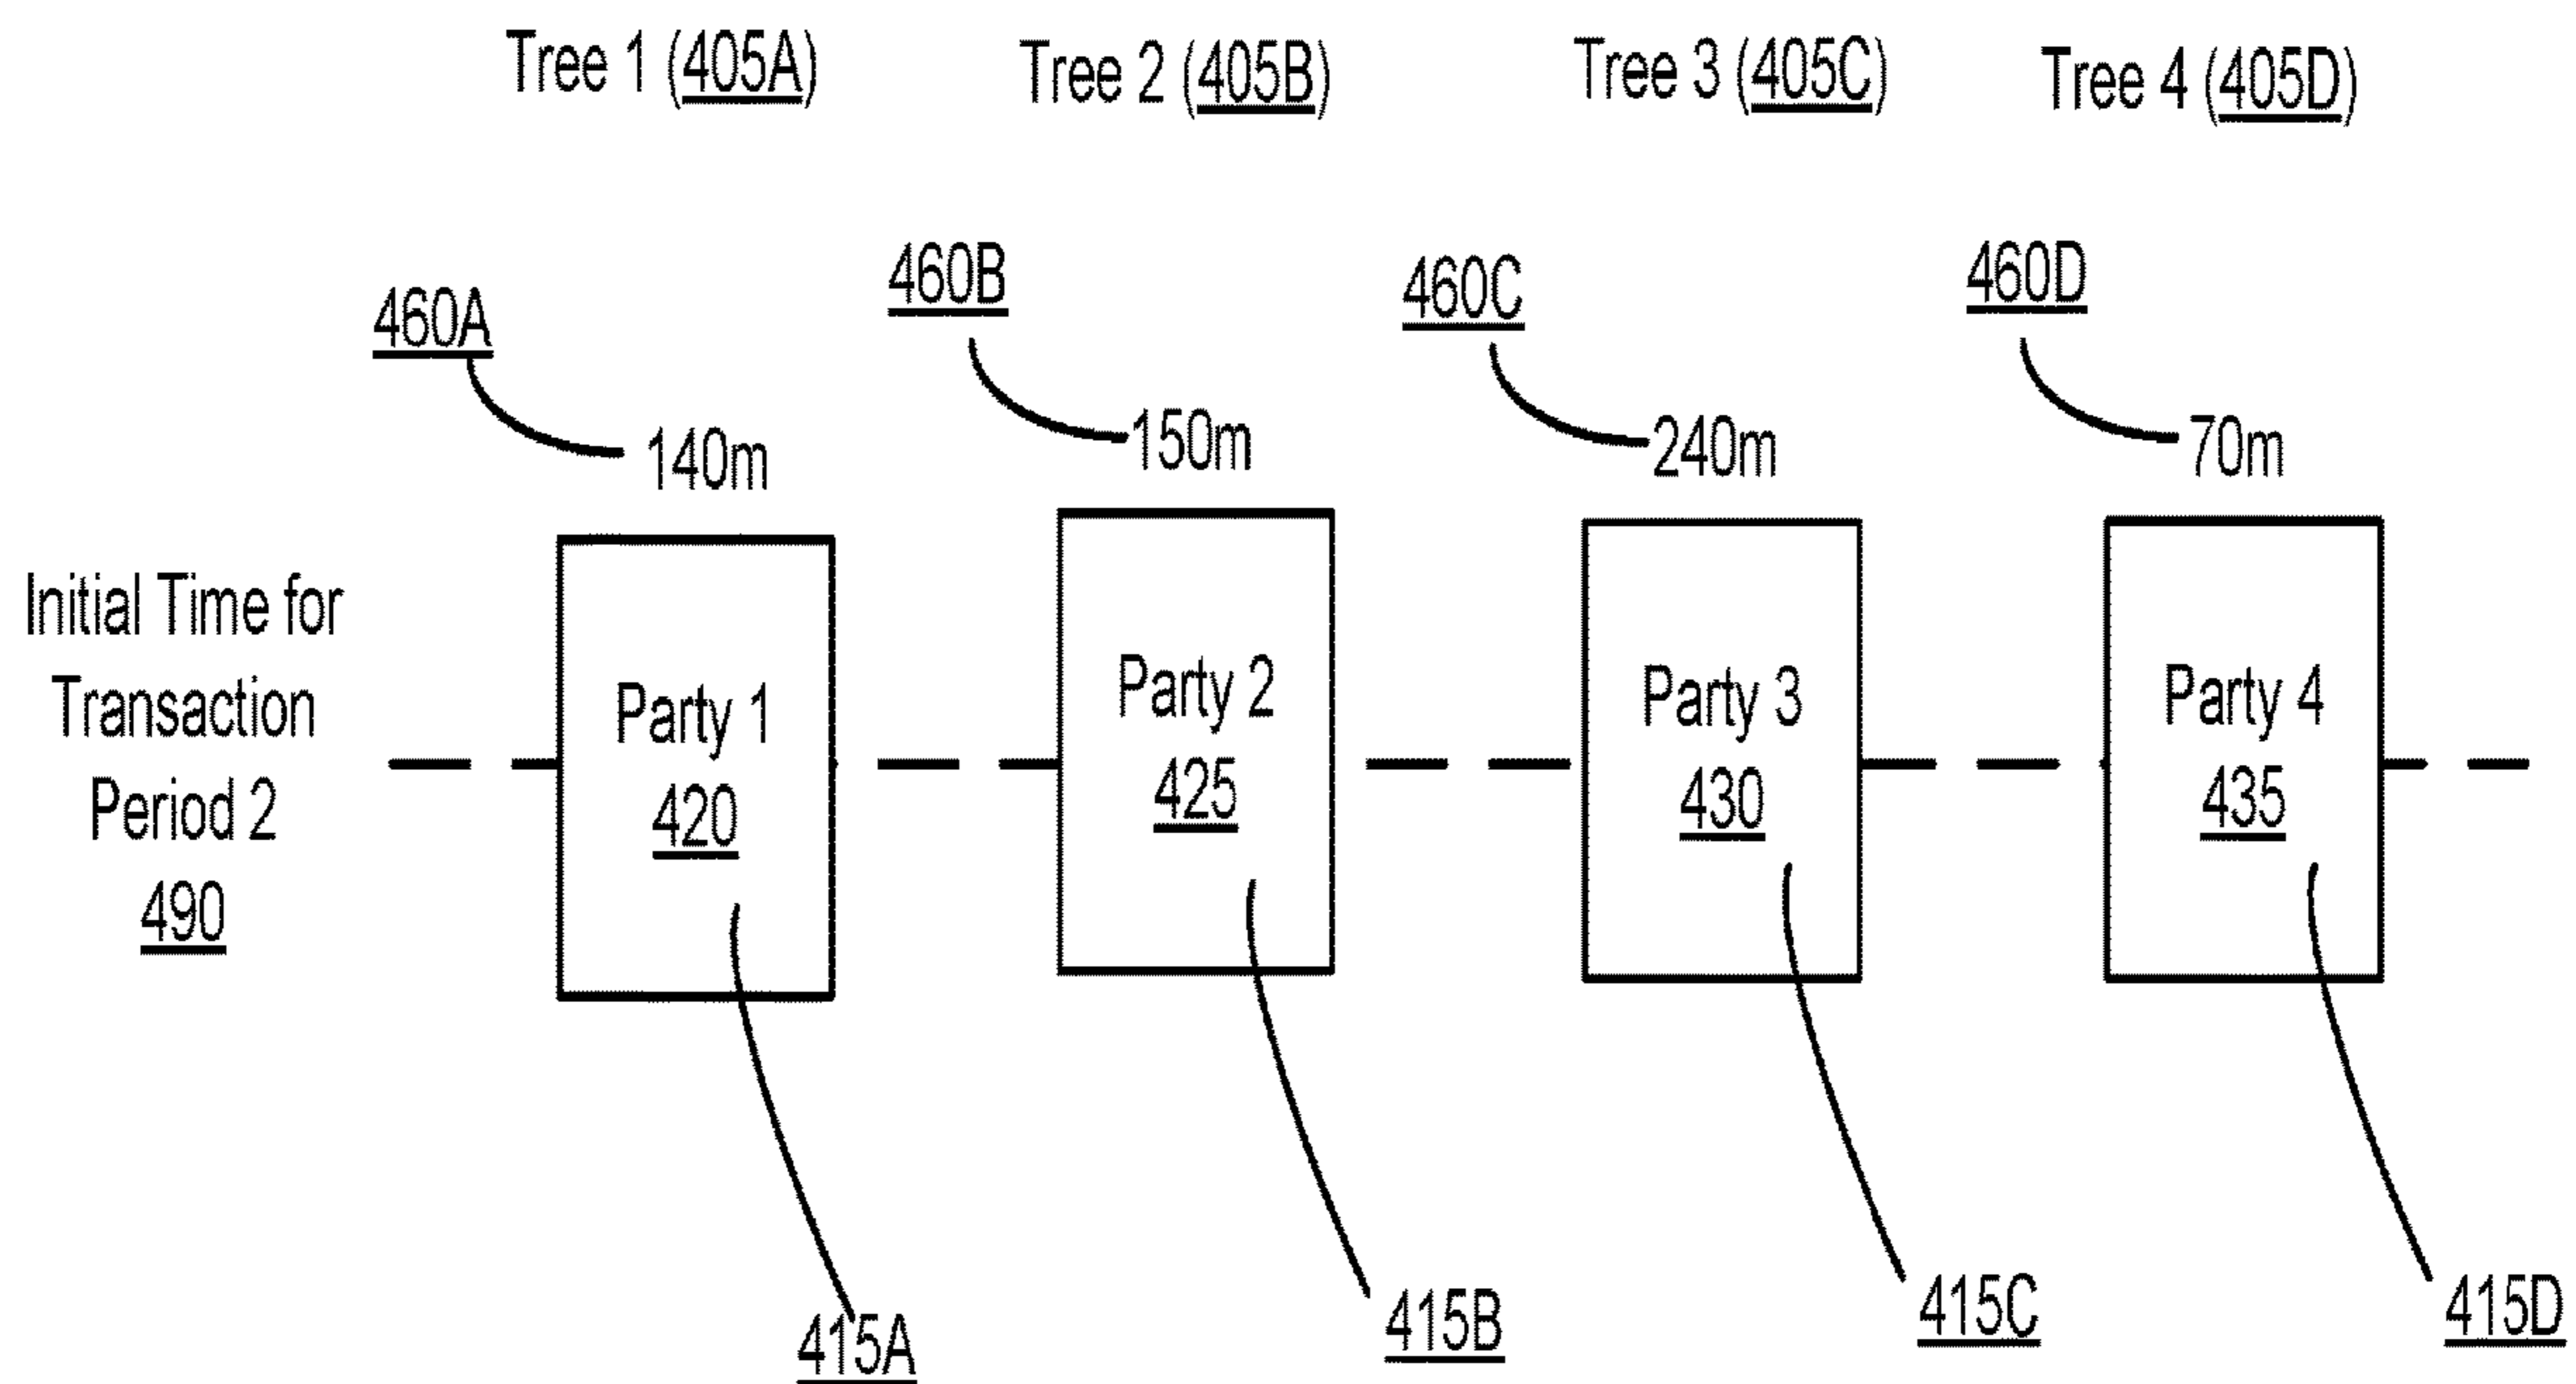 Tree 1 (405A)
Tree 2 (405B)
Tree 3 (405C)
Tree 4 (405D)
460A
460B
460C
460D
140m
150m
240m
70m
Initial Time for
Transaction
Period 2
490
Party 1
420
Party 2
425
Party 3
430
Party 4
435
415A
415B
415C
415D